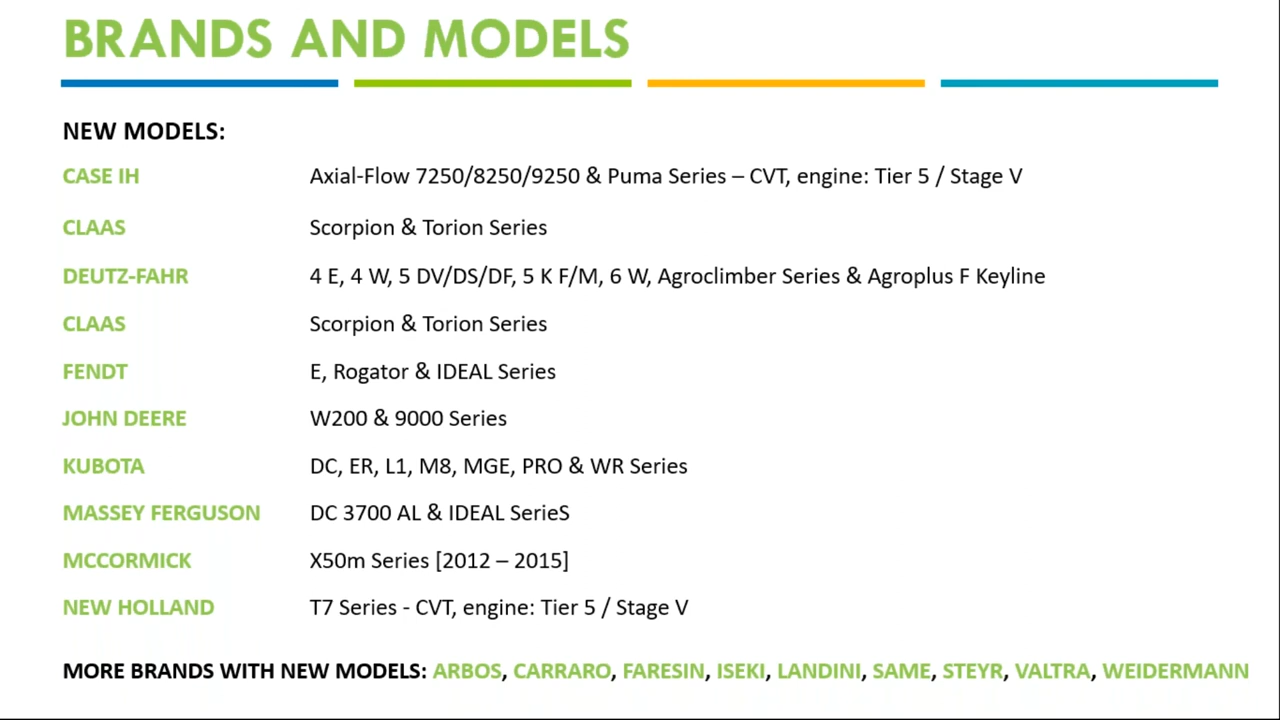 BRANDS AND MODELS
NEW MODELS:
CASE IH Axial-Flow 7250/8250/9250 & Puma Series – CVT, engine: Tier 5 / Stage V
CLAAS Scorpion & Torion Series
DEUTZ-FAHR 4 E, 4 W, 5 DV/DS/DF, 5 K F/M, 6 W, Agroclimber Series & Agroplus F Keyline
CLAAS Scorpion & Torion Series
FENDT E, Rogator & IDEAL Series
JOHN DEERE W200 & 9000 Series
KUBOTA DC, ER, L1, M8, MGE, PRO & WR Series
MASSEY FERGUSON DC 3700 AL & IDEAL SerieS
MCCORMICK X50m Series [2012 – 2015]
NEW HOLLAND T7 Series - CVT, engine: Tier 5 / Stage V
MORE BRANDS WITH NEW MODELS: ARBOS, CARRARO, FARESIN, ISEKI, LANDINI, SAME, STEYR, VALTRA, WEIDERMANN